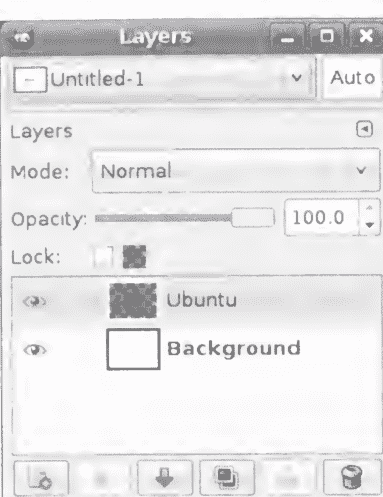 Layers
Untitled-1 Auto
Layers
Mode: Normal
Opacity: 100.0
Lock:
Ubuntu
Background